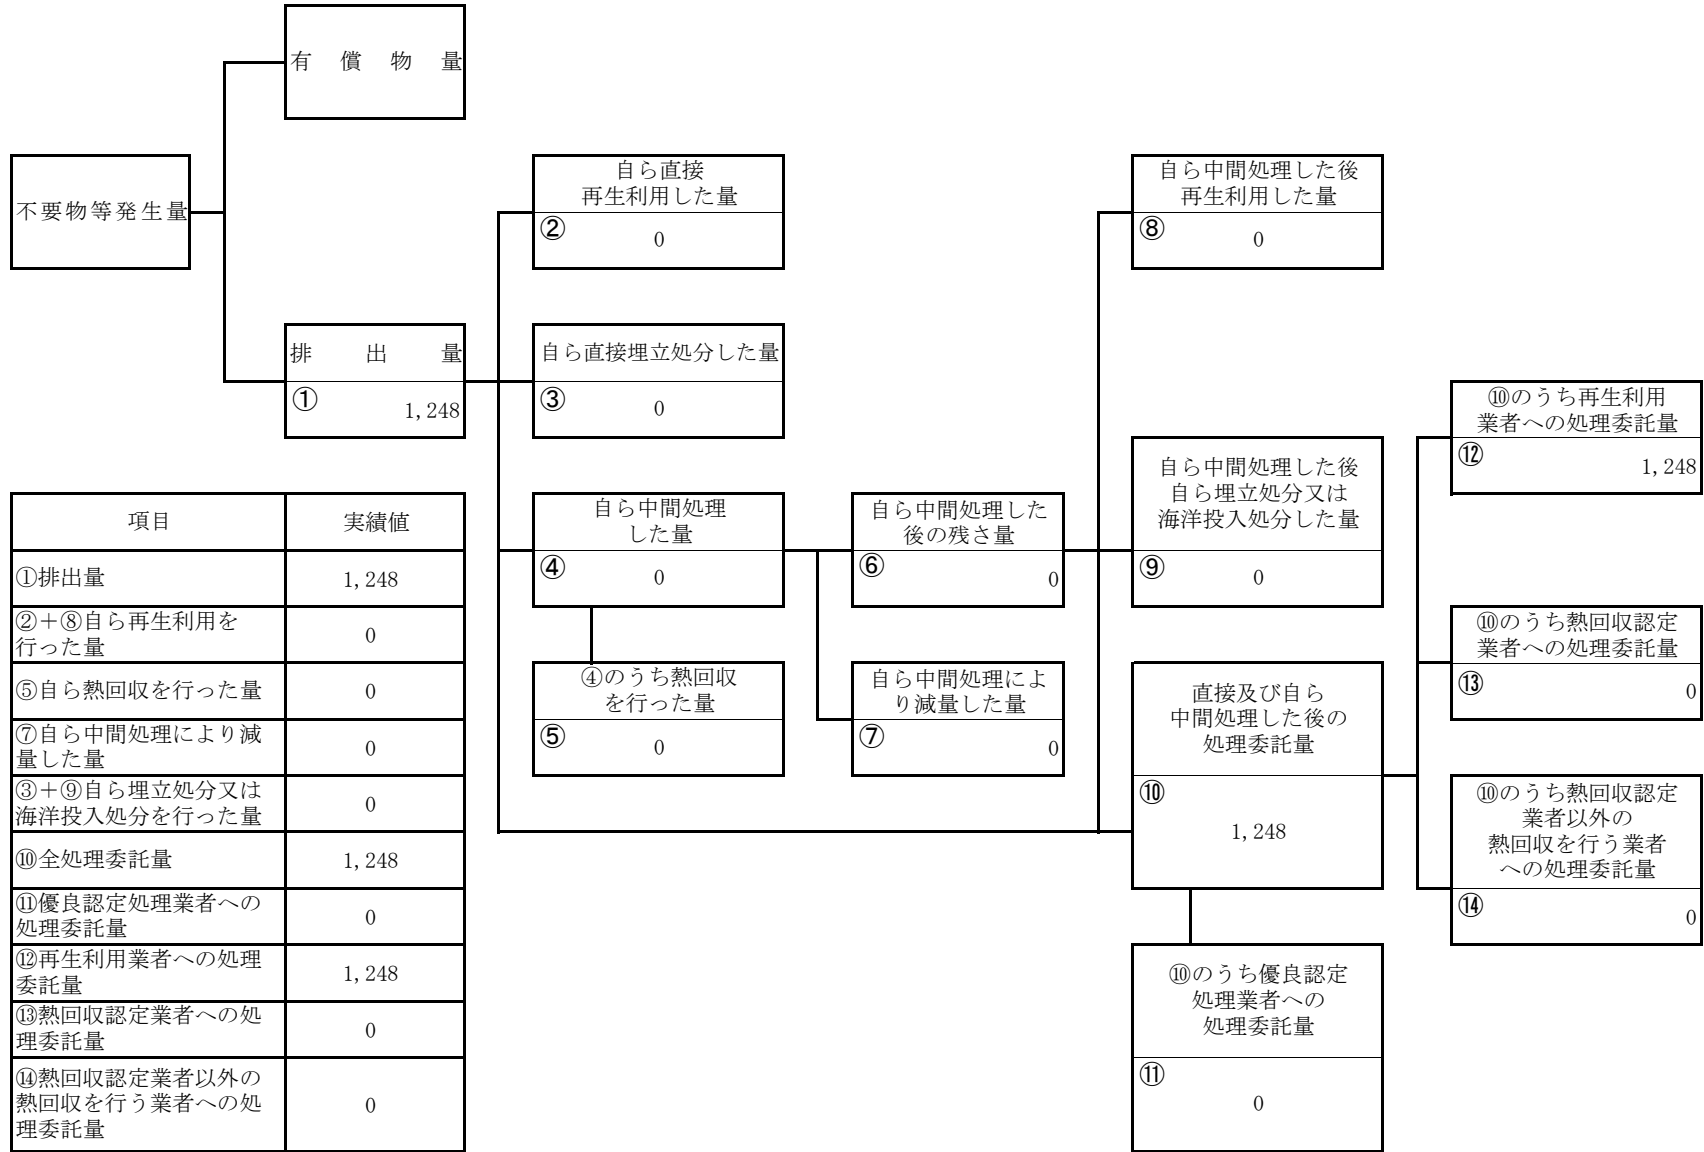 有償物量
不要物等発生量
排出量
①
1,248
自ら直接
再生利用した量
②
0
自ら直接埋立処分した量
③
0
自ら中間処理
した量
④
0
④のうち熱回収
を行った量
⑤
0
自ら中間処理した
後の残さ量
⑥
0
自ら中間処理によ
り減量した量
⑦
0
自ら中間処理した後
再生利用した量
⑧
0
自ら中間処理した後
自ら埋立処分又は
海洋投入処分した量
⑨
0
直接及び自ら
中間処理した後の
処理委託量
⑩
1,248
⑩のうち優良認定
処理業者への
処理委託量
⑪
0
⑩のうち再生利用
業者への処理委託量
⑫
1,248
⑩のうち熱回収認定
業者への処理委託量
⑬
0
⑩のうち熱回収認定
業者以外の
熱回収を行う業者
への処理委託量
⑭
0
項目 実績値
①排出量 1,248
②＋⑧自ら再生利用を
行った量
0
⑤自ら熱回収を行った量 0
⑦自ら中間処理により減
量した量
0
③＋⑨自ら埋立処分又は
海洋投入処分を行った量
0
⑩全処理委託量 1,248
⑪優良認定処理業者への
処理委託量
0
⑫再生利用業者への処理
委託量
1,248
⑬熱回収認定業者への処
理委託量
0
⑭熱回収認定業者以外の
熱回収を行う業者への処
理委託量
0